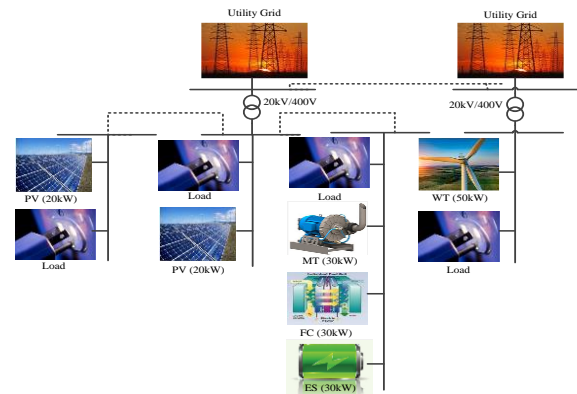 Utility Grid
Utility Grid
20kV/400V
20kV/400V
PV (20kW)
Load
Load
WT (50kW)
Load
PV (20kW)
MT (30kW)
Load
FC (30kW)
ES (30kW)